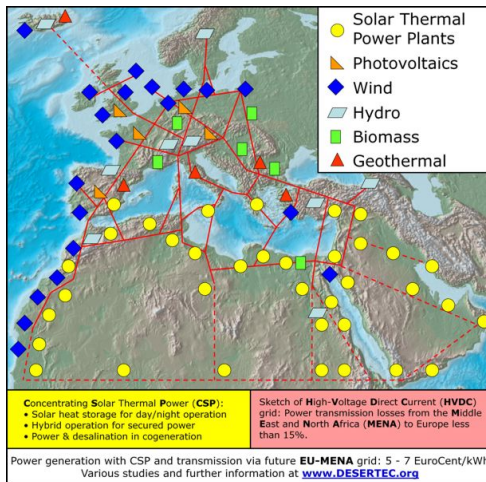 Solar Thermal
Power Plants
Photovoltaics
Wind
Hydro
Biomass
Geothermal
Concentrating Solar Thermal Power (CSP):
• Solar heat storage for day/night operation
• Hybrid operation for secured power
• Power & desalination in cogeneration
Sketch of High-Voltage Direct Current (HVDC)
grid: Power transmission losses from the Middle
East and North Africa (MENA) to Europe less
than 15%.
Power generation with CSP and transmission via future EU-MENA grid: 5 - 7 EuroCent/kWh
Various studies and further information at www.DESERTEC.org